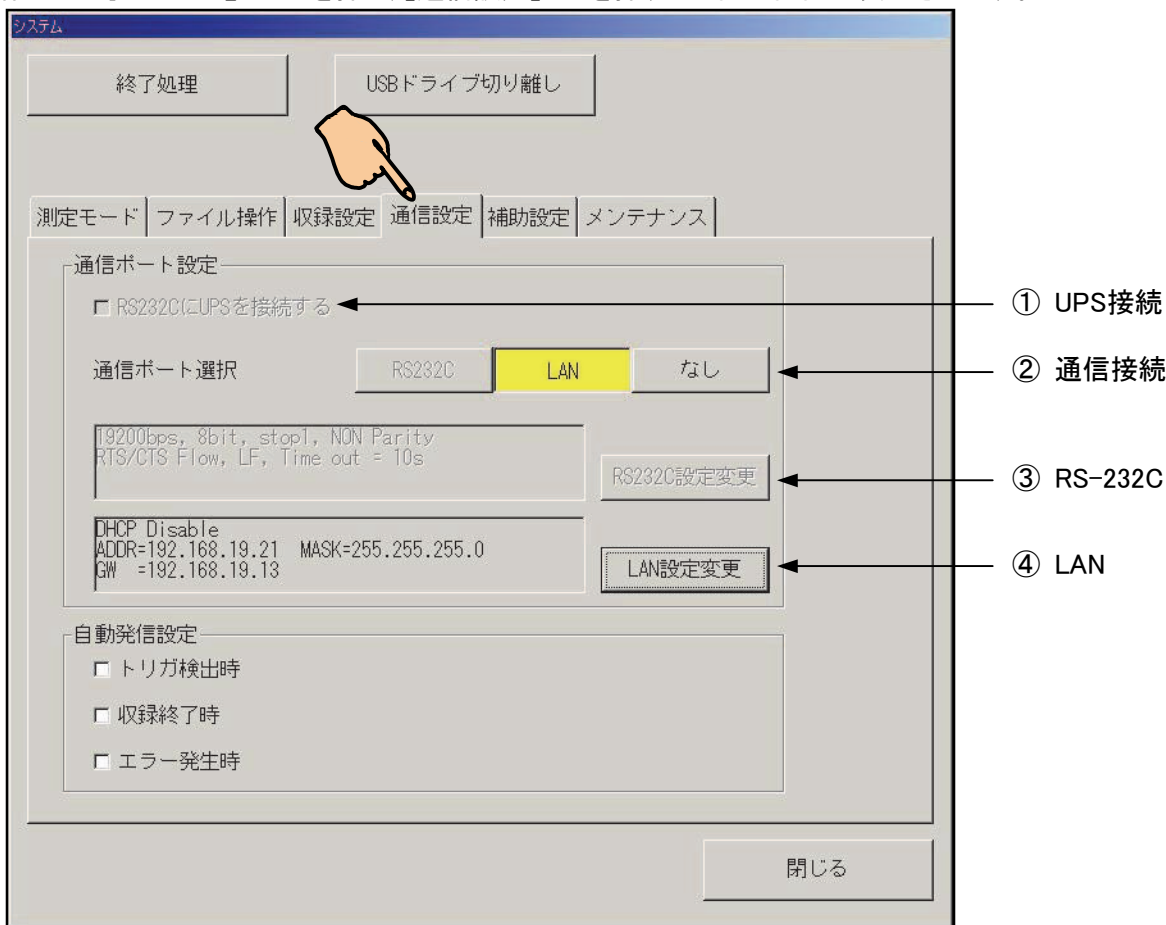 システム
終了処理
USBドライブ切り離し
測定モード ファイル操作 収録設定 通信設定 補助設定 メンテナンス
通信ポート設定
RS232CにUPSを接続する
① UPS接続
通信ポート選択 RS232C LAN なし
② 通信接続
19200bps, 8bit, stop1, NON Parity
RTS/CTS Flow, LF, Time out = 10s
RS232C設定変更
③ RS-232C
DHCP Disable
ADDR=192.168.19.21 MASK=255.255.255.0
GW =192.168.19.13
LAN設定変更
④ LAN
自動発信設定
トリガ検出時
収録終了時
エラー発生時
閉じる